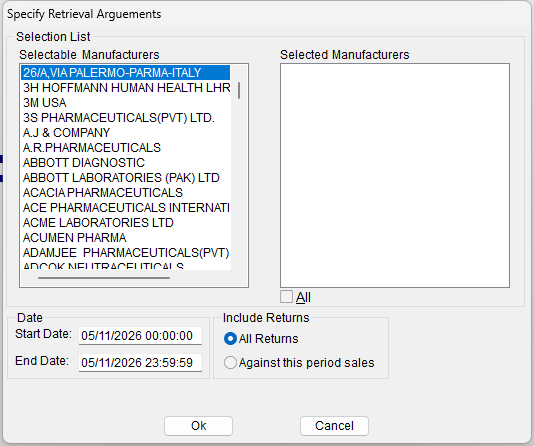 Specify Retrieval Arguements
Selection List
Selectable Manufacturers
26/A,VIA PALERMO-PARMA-ITALY
3H HOFFMANN HUMAN HEALTH LHR
3M USA
3S PHARMACEUTICALS(PVT) LTD.
A.J & COMPANY
A.R.PHARMACEUTICALS
ABBOTT DIAGNOSTIC
ABBOTT LABORATORIES (PAK) LTD
ACACIA PHARMACEUTICALS
ACE PHARMACEUTICALS INTERNATI
ACME LABORATORIES LTD
ACUMEN PHARMA
ADAMJEE PHARMACEUTICALS(PVT)
ADCOK NEUTRACEUTICALS
Selected Manufacturers
All
Date
Start Date: 05/11/2026 00:00:00
End Date: 05/11/2026 23:59:59
Include Returns
All Returns
Against this period sales
Ok
Cancel